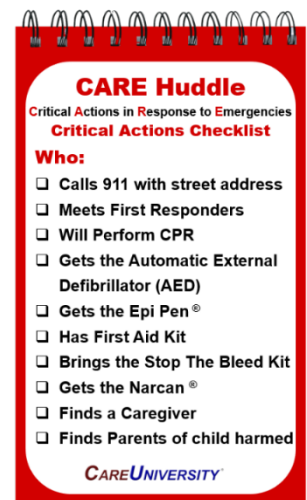 CARE Huddle
Critical Actions in Response to Emergencies
Critical Actions Checklist
Who:
Calls 911 with street address
Meets First Responders
Will Perform CPR
Gets the Automatic External
Defibrillator (AED)
Gets the Epi Pen ®
Has First Aid Kit
Brings the Stop The Bleed Kit
Gets the Narcan ®
Finds a Caregiver
Finds Parents of child harmed
CAREUNIVERSITY